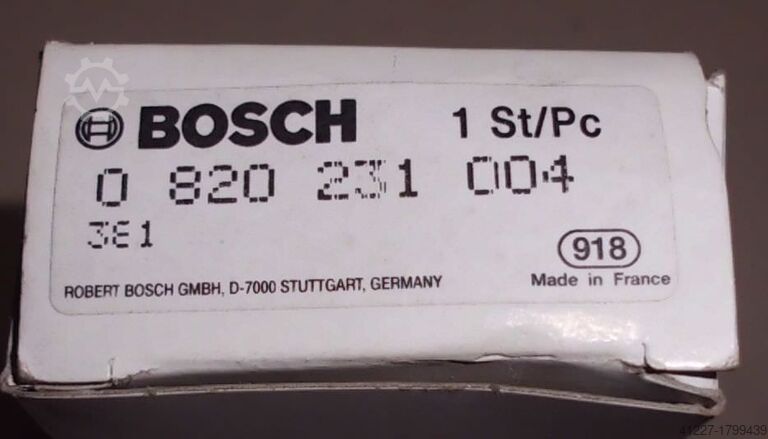 BOSCH 1 St/Pc
0 820 231 004
3E1
918
ROBERT BOSCH GMBH, D-7000 STUTTGART, GERMANY
Made in France
41227-1799439